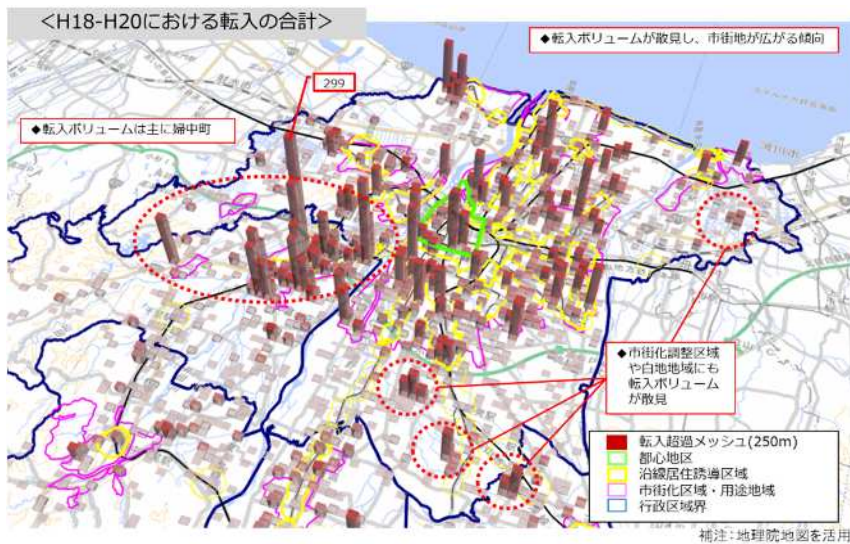 ＜H18-H20における転入の合計＞
◆転入ボリュームが散見し、市街地が広がる傾向
299
◆転入ボリュームは主に婦中町
◆市街化調整区域
や白地地域にも
転入ボリューム
が散見
転入超過メッシュ(250m)
都心地区
沿線居住誘導区域
市街化区域・用途地域
行政区域界
補注：地理院地図を活用